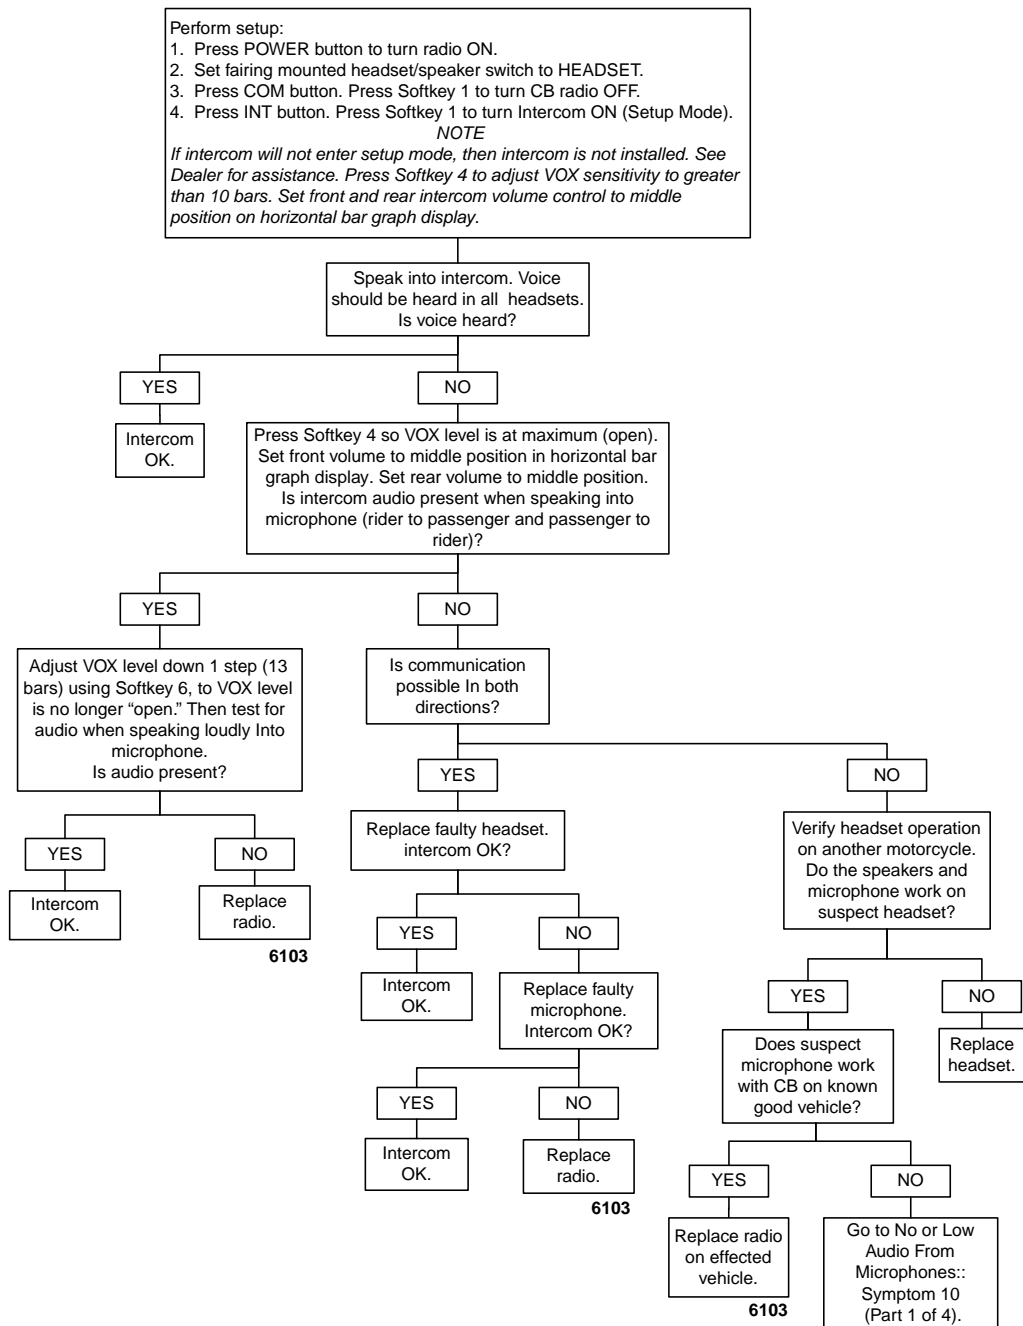 Perform setup:
1. Press POWER button to turn radio ON.
2. Set fairing mounted headset/speaker switch to HEADSET.
3. Press COM button. Press Softkey 1 to turn CB radio OFF.
4. Press INT button. Press Softkey 1 to turn Intercom ON (Setup Mode).
NOTE
If intercom will not enter setup mode, then intercom is not installed. See
Dealer for assistance. Press Softkey 4 to adjust VOX sensitivity to greater
than 10 bars. Set front and rear intercom volume control to middle
position on horizontal bar graph display.
Speak into intercom. Voice
should be heard in all headsets.
Is voice heard?
YES
NO
Intercom
OK.
Press Softkey 4 so VOX level is at maximum (open).
Set front volume to middle position in horizontal bar
graph display. Set rear volume to middle position.
Is intercom audio present when speaking into
microphone (rider to passenger and passenger to
rider)?
YES
NO
Adjust VOX level down 1 step (13
bars) using Softkey 6, to VOX level
is no longer “open.” Then test for
audio when speaking loudly Into
microphone.
Is audio present?
Is communication
possible In both
directions?
YES
NO
YES
NO
Intercom
OK.
Replace
radio.
6103
Replace faulty headset.
intercom OK?
Verify headset operation
on another motorcycle.
Do the speakers and
microphone work on
suspect headset?
YES
NO
Intercom
OK.
Replace faulty
microphone.
Intercom OK?
YES
NO
Does suspect
microphone work
with CB on known
good vehicle?
Replace
headset.
YES
NO
Intercom
OK.
Replace
radio.
6103
YES
NO
Replace radio
on effected
vehicle.
6103
Go to No or Low
Audio From
Microphones::
Symptom 10
(Part 1 of 4).